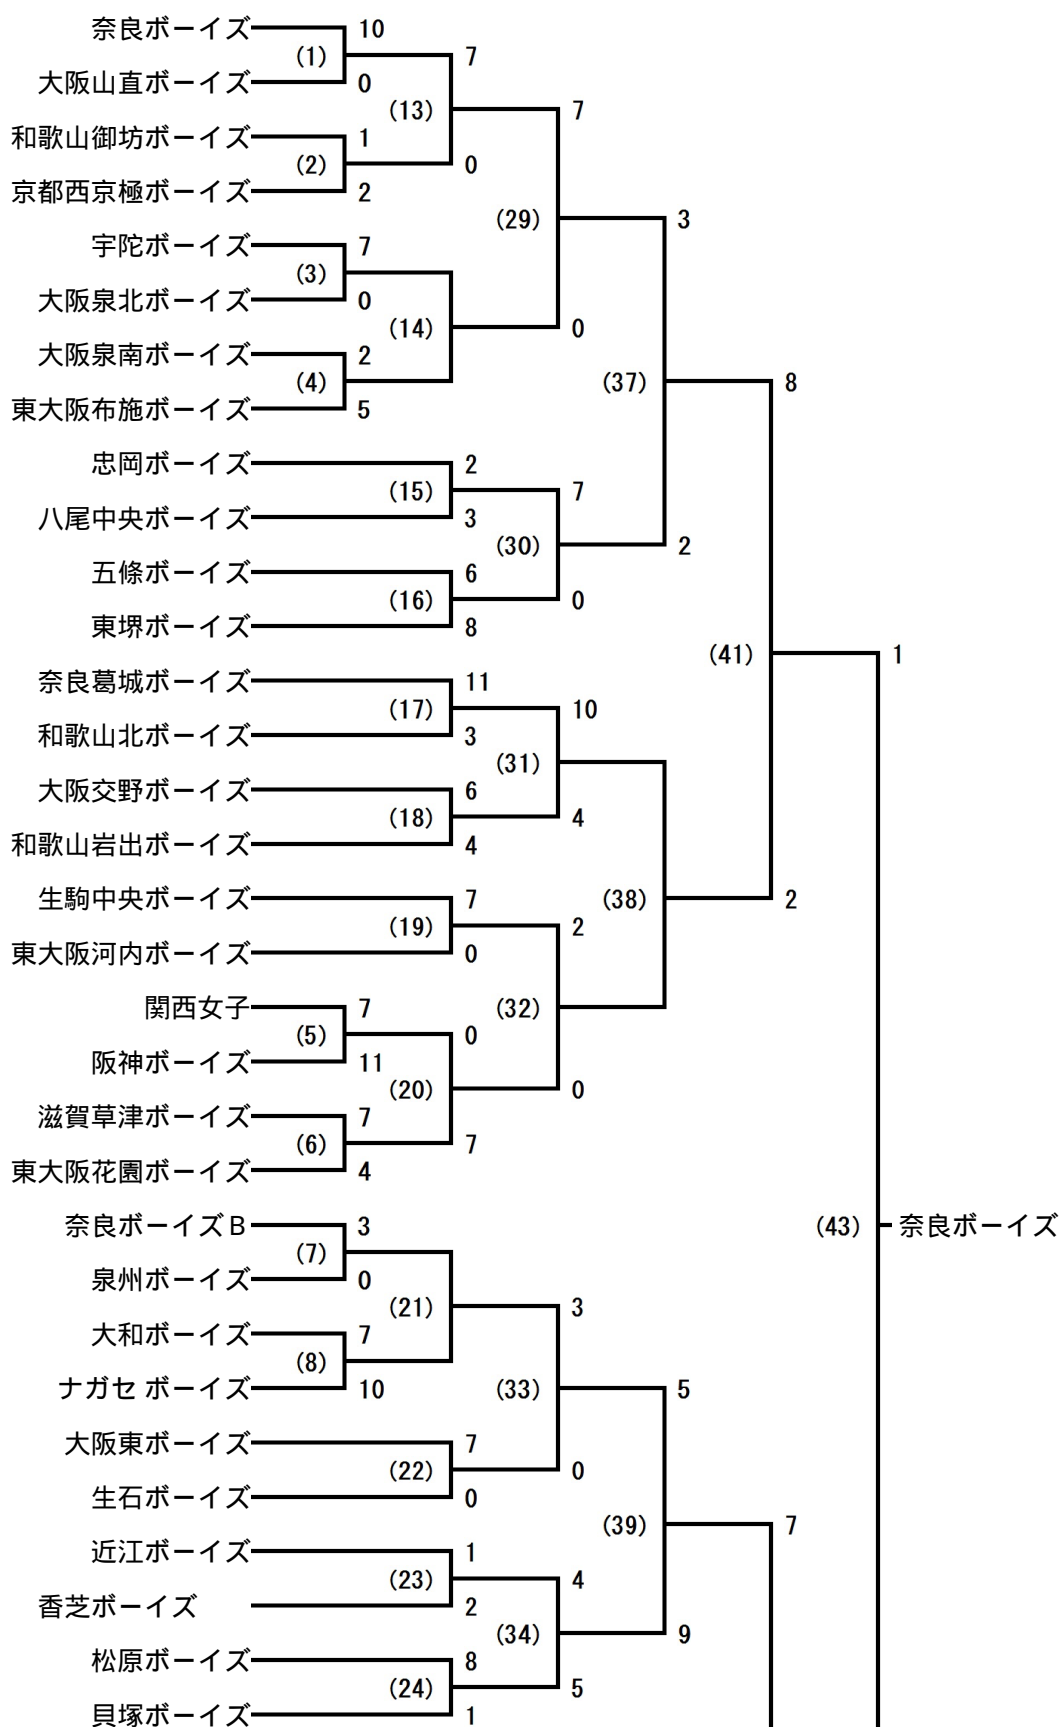 奈良ボーイズ 10
(1) 7
大阪山直ボーイズ 0
(13) 7
和歌山御坊ボーイズ 1
(2) 0
京都西京極ボーイズ 2
(29) 3
宇陀ボーイズ 7
(3)
大阪泉北ボーイズ 0
(14) 0
大阪泉南ボーイズ 2
(4) (37) 8
東大阪布施ボーイズ 5
忠岡ボーイズ 2
(15) 7
八尾中央ボーイズ 3
(30) 2
五條ボーイズ 6
(16) 0
東堺ボーイズ 8
(41) 1
奈良葛城ボーイズ 11
(17) 10
和歌山北ボーイズ 3
(31)
大阪交野ボーイズ 6
(18) 4
和歌山岩出ボーイズ 4
生駒中央ボーイズ 7
(38) 2
(19) 2
東大阪河内ボーイズ 0
関西女子 7
(32)
(5) 0
阪神ボーイズ 11
(20) 0
滋賀草津ボーイズ 7
(6) 7
東大阪花園ボーイズ 4
奈良ボーイズB 3
(43) 奈良ボーイズ
(7)
泉州ボーイズ 0
(21) 3
大和ボーイズ 7
(8)
ナガセ ボーイズ 10
(33) 5
大阪東ボーイズ 7
(22) 0
生石ボーイズ 0
(39) 7
近江ボーイズ 1
(23) 4
香芝ボーイズ 2
(34) 9
松原ボーイズ 8
(24) 5
貝塚ボーイズ 1